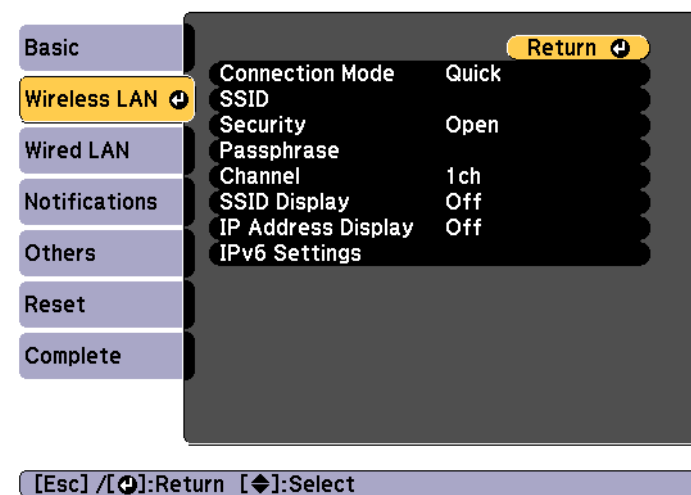 Basic
Wireless LAN
Wired LAN
Notifications
Others
Reset
Complete
Return
Connection Mode Quick
SSID
Security Open
Passphrase
Channel 1ch
SSID Display Off
IP Address Display Off
IPv6 Settings
[Esc] /[⏎]:Return [◆]:Select